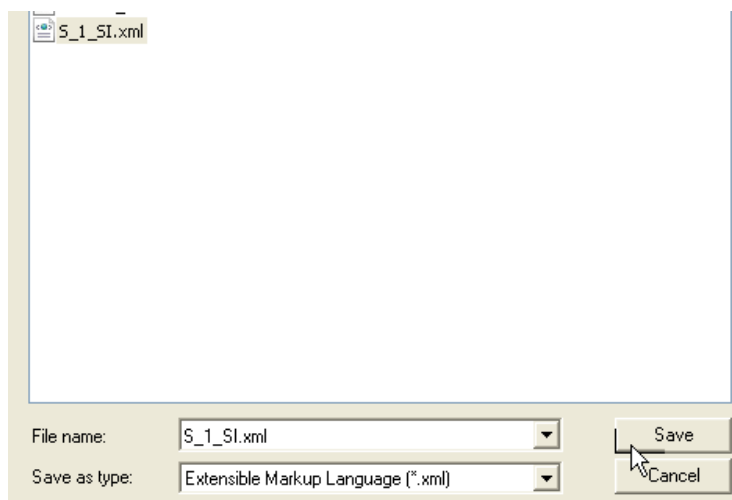 S_1_SI.xml
File name: S_1_SI.xml Save
Save as type: Extensible Markup Language (*.xml) Cancel